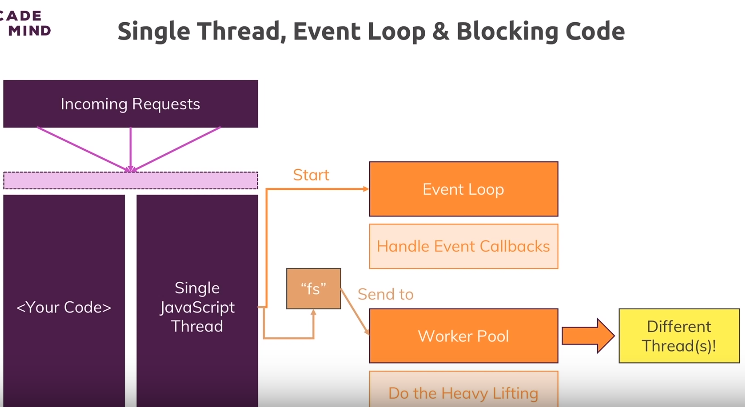 CADE
MIND
Single Thread, Event Loop & Blocking Code
Incoming Requests
Start
Event Loop
Handle Event Callbacks
<Your Code>
Single
JavaScript
Thread
“fs”
Send to
Worker Pool
Different
Thread(s)!
Do the Heavy Lifting